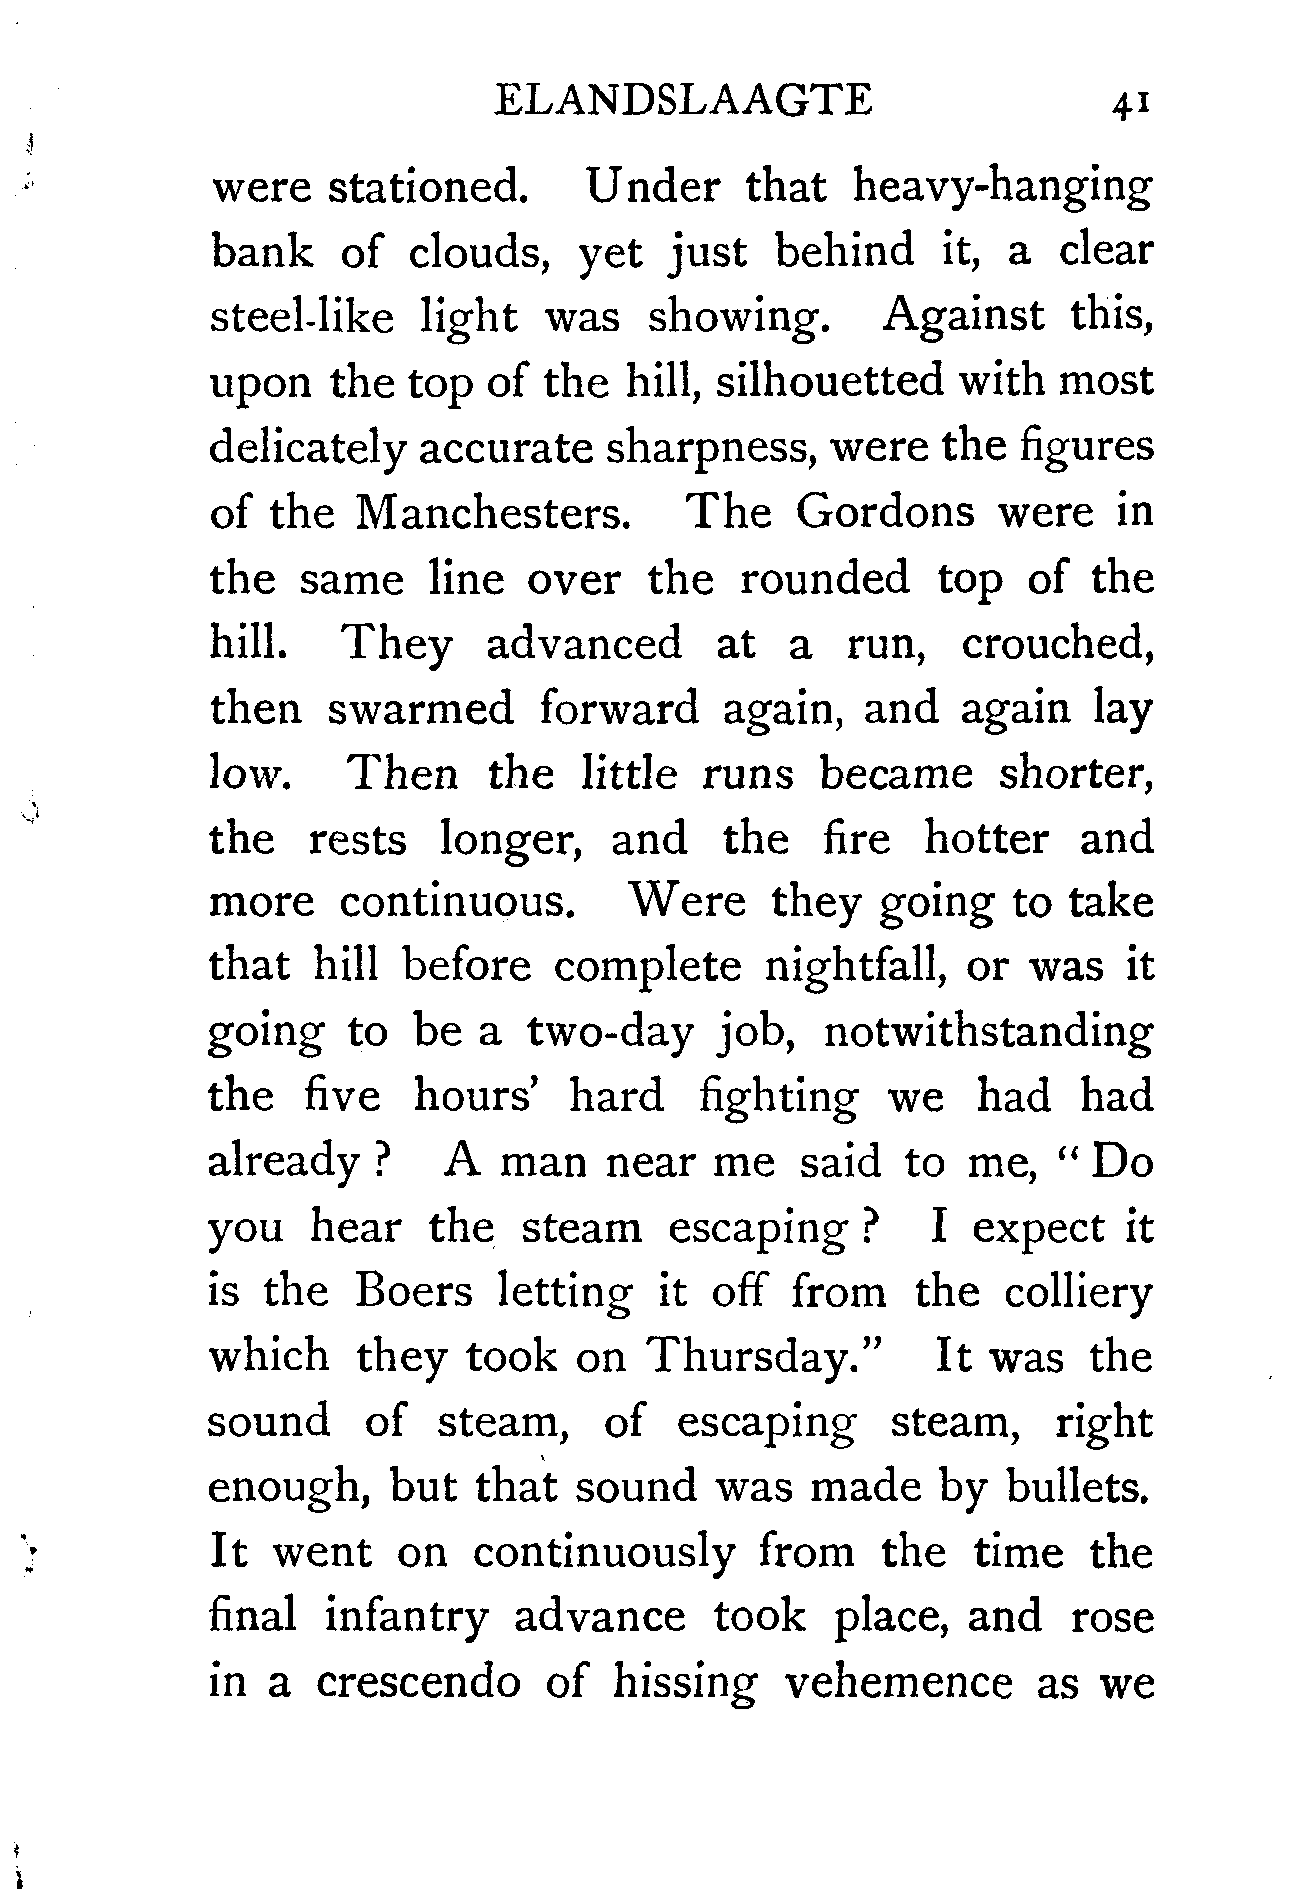 ELANDSLAAGTE 41
were stationed. Under that heavy-hanging
bank of clouds, yet just behind it, a clear
steel-like light was showing. Against this,
upon the top of the hill, silhouetted with most
delicately accurate sharpness, were the figures
of the Manchesters. The Gordons were in
the same line over the rounded top of the
hill. They advanced at a run, crouched,
then swarmed forward again, and again lay
low. Then the little runs became shorter,
the rests longer, and the fire hotter and
more continuous. Were they going to take
that hill before complete nightfall, or was it
going to be a two-day job, notwithstanding
the five hours' hard fighting we had had
already ? A man near me said to me, " Do
you hear the steam escaping ? I expect it
is the Boers letting it off from the colliery
which they took on Thursday." It was the
sound of steam, of escaping steam, right
enough, but that sound was made by bullets.
It went on continuously from the time the
final infantry advance took place, and rose
in a crescendo of hissing vehemence as we